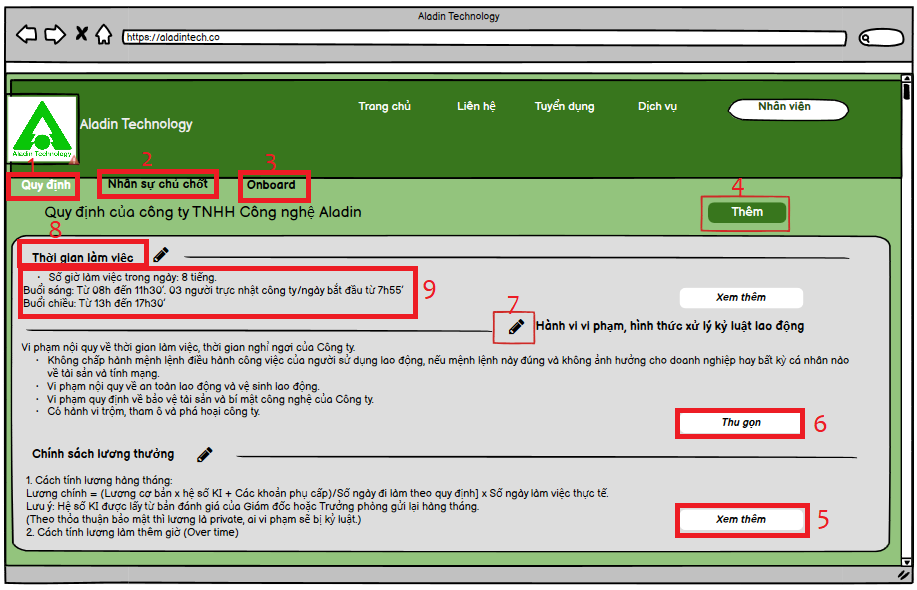 Aladin Technology
https://aladintech.co
Trang chủ
Liên hệ
Tuyển dụng
Dịch vụ
Nhân viên
Aladin Technology
Aladin Technology
1
2
3
Quy định
Nhân sự chủ chốt
Onboard
4
Quy định của công ty TNHH Công nghệ Aladin
Thêm
8
Thời gian làm việc
· Số giờ làm việc trong ngày: 8 tiếng.
Buổi sáng: Từ 08h đến 11h30’. 03 người trực nhật công ty/ngày bắt đầu từ 7h55’
Buổi chiều: Từ 13h đến 17h30’
9
Xem thêm
7
Hành vi vi phạm, hình thức xử lý kỷ luật lao động
Vi phạm nội quy về thời gian làm việc, thời gian nghỉ ngơi của Công ty.
· Không chấp hành mệnh lệnh điều hành công việc của người sử dụng lao động, nếu mệnh lệnh này đúng và không ảnh hưởng cho doanh nghiệp hay bất kỳ cá nhân nào
về tài sản và tính mạng.
· Vi phạm nội quy về an toàn lao động và vệ sinh lao động.
· Vi phạm quy định về bảo vệ tài sản và bí mật công nghệ của Công ty.
· Có hành vi trộm, tham ô và phá hoại công ty.
Thu gọn
6
Chính sách lương thưởng
1. Cách tính lương hàng tháng:
Lương chính = (Lương cơ bản x hệ số KI + Các khoản phụ cấp)/Số ngày đi làm theo quy định] x Số ngày làm việc thực tế.
Lưu ý: Hệ số KI được lấy từ bản đánh giá của Giám đốc hoặc Trưởng phòng gửi lại hàng tháng.
(Theo thỏa thuận bảo mật thì lương là private, ai vi phạm sẽ bị kỷ luật.)
2. Cách tính lương làm thêm giờ (Over time)
Xem thêm
5